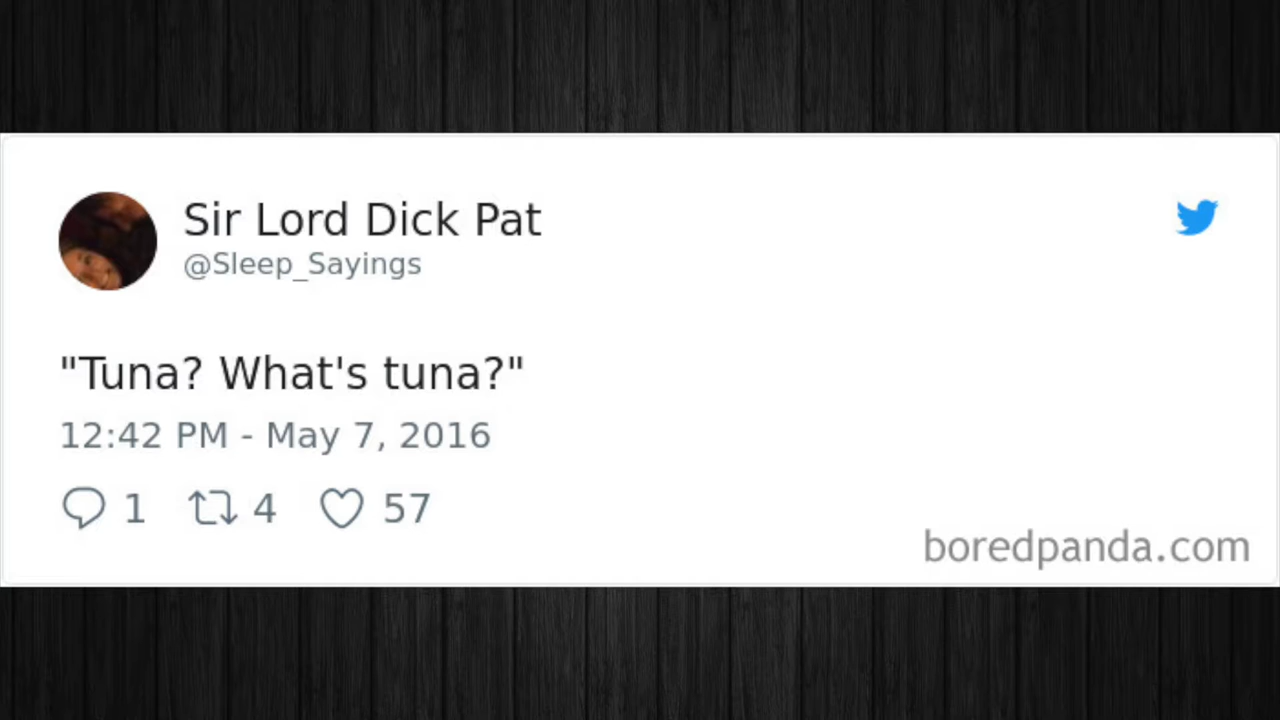 Sir Lord Dick Pat
@Sleep_Sayings
"Tuna? What's tuna?"
12:42 PM - May 7, 2016
1 4 57
boredpanda.com